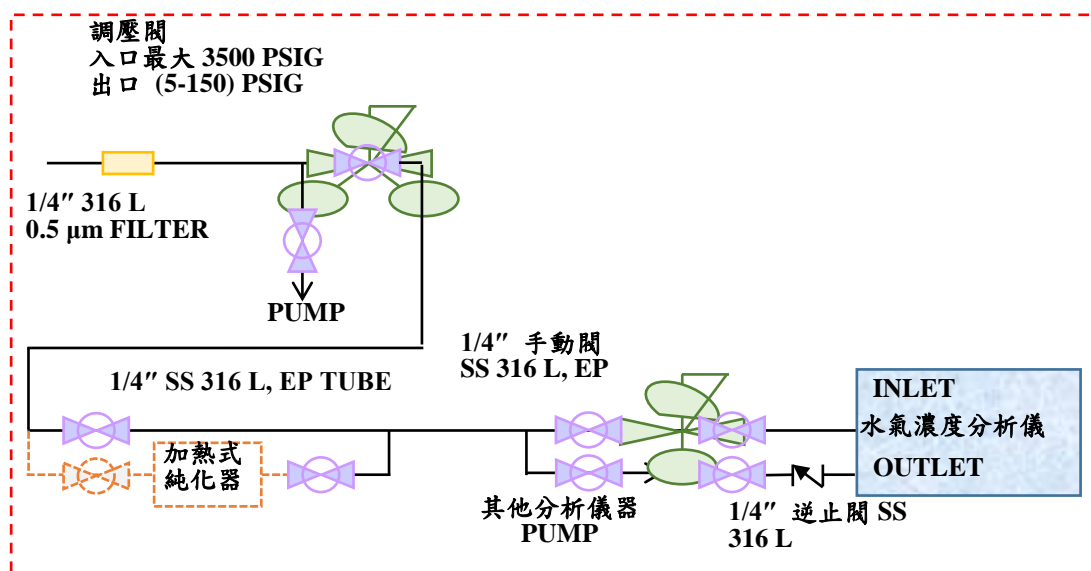 調壓閥
入口最大 3500 PSIG
出口 (5-150) PSIG
1/4″ 316 L
0.5 μm FILTER
PUMP
1/4″ SS 316 L, EP TUBE
1/4″ 手動閥
SS 316 L, EP
加熱式
純化器
INLET
水氣濃度分析儀
OUTLET
其他分析儀器
PUMP
1/4″ 逆止閥 SS
316 L